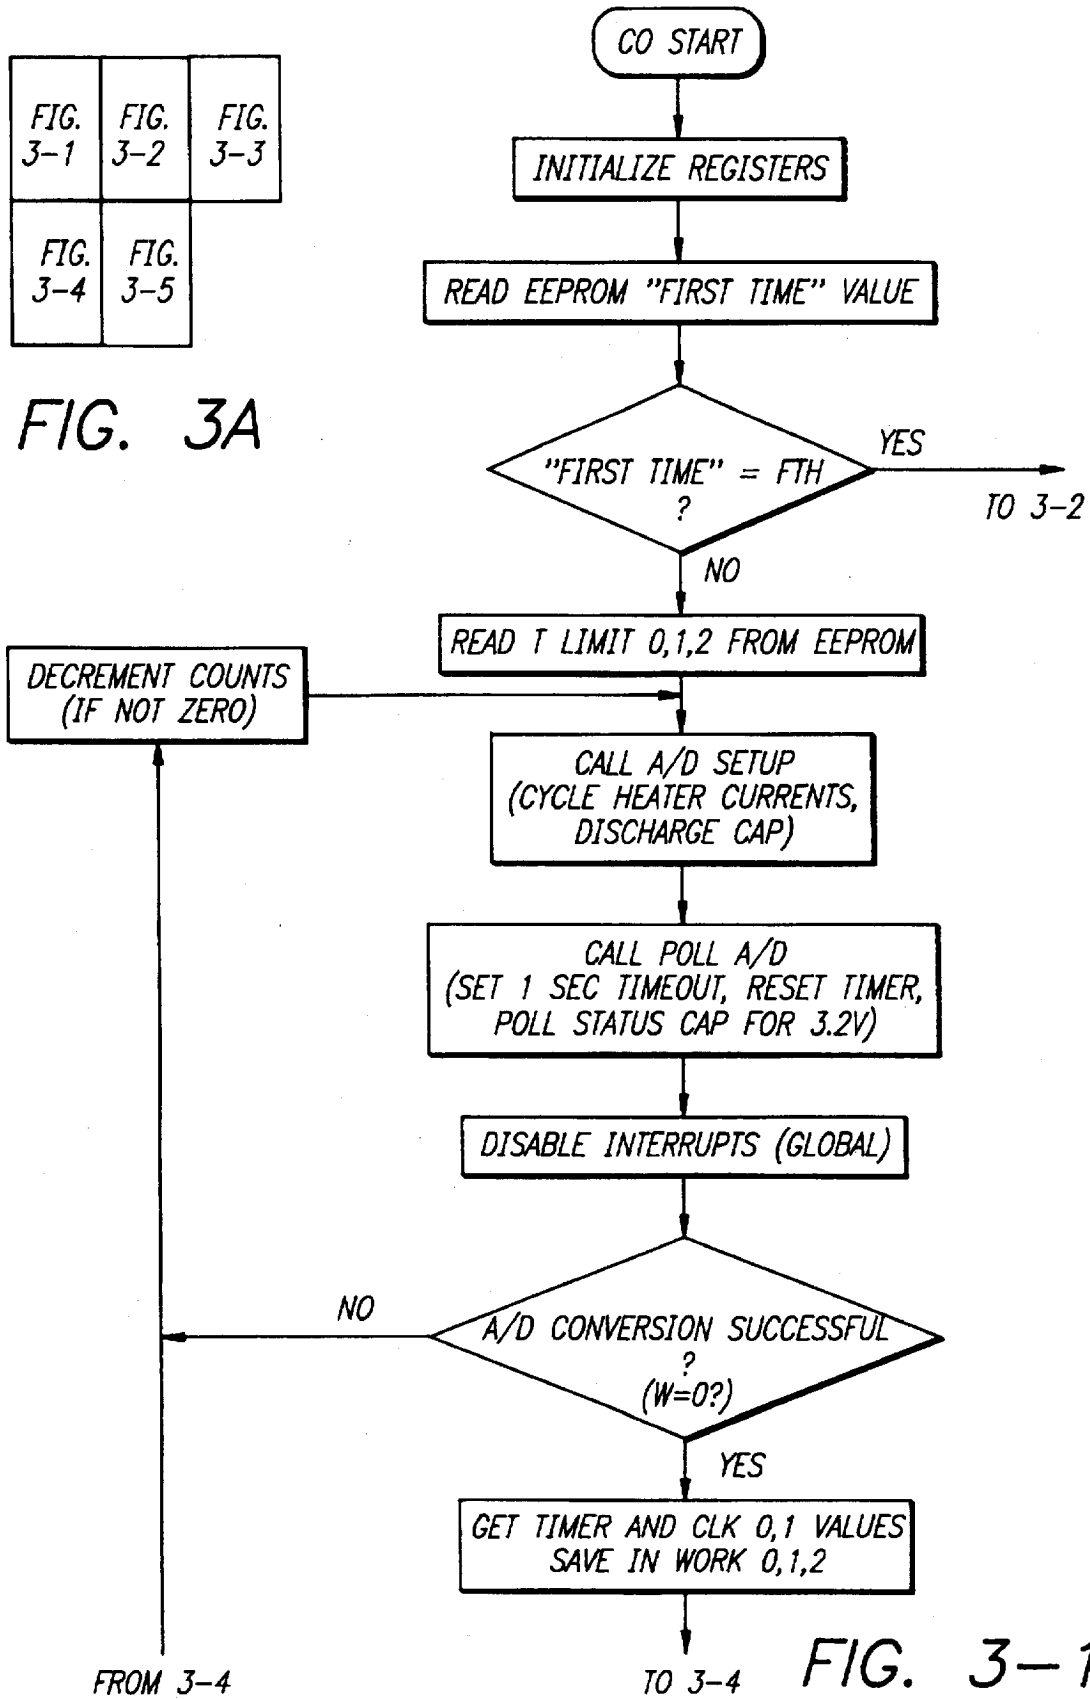 CO START
FIG. 3-1
FIG. 3-2
FIG. 3-3
FIG. 3-4
FIG. 3-5
FIG. 3A
INITIALIZE REGISTERS
READ EEPROM "FIRST TIME" VALUE
"FIRST TIME" = FTH
?
YES
TO 3-2
NO
READ T LIMIT 0,1,2 FROM EEPROM
DECREMENT COUNTS
(IF NOT ZERO)
CALL A/D SETUP
(CYCLE HEATER CURRENTS,
DISCHARGE CAP)
CALL POLL A/D
(SET 1 SEC TIMEOUT, RESET TIMER,
POLL STATUS CAP FOR 3.2V)
DISABLE INTERRUPTS (GLOBAL)
NO
A/D CONVERSION SUCCESSFUL
?
(W=0?)
YES
GET TIMER AND CLK 0,1 VALUES
SAVE IN WORK 0,1,2
FROM 3-4
TO 3-4
FIG. 3-1